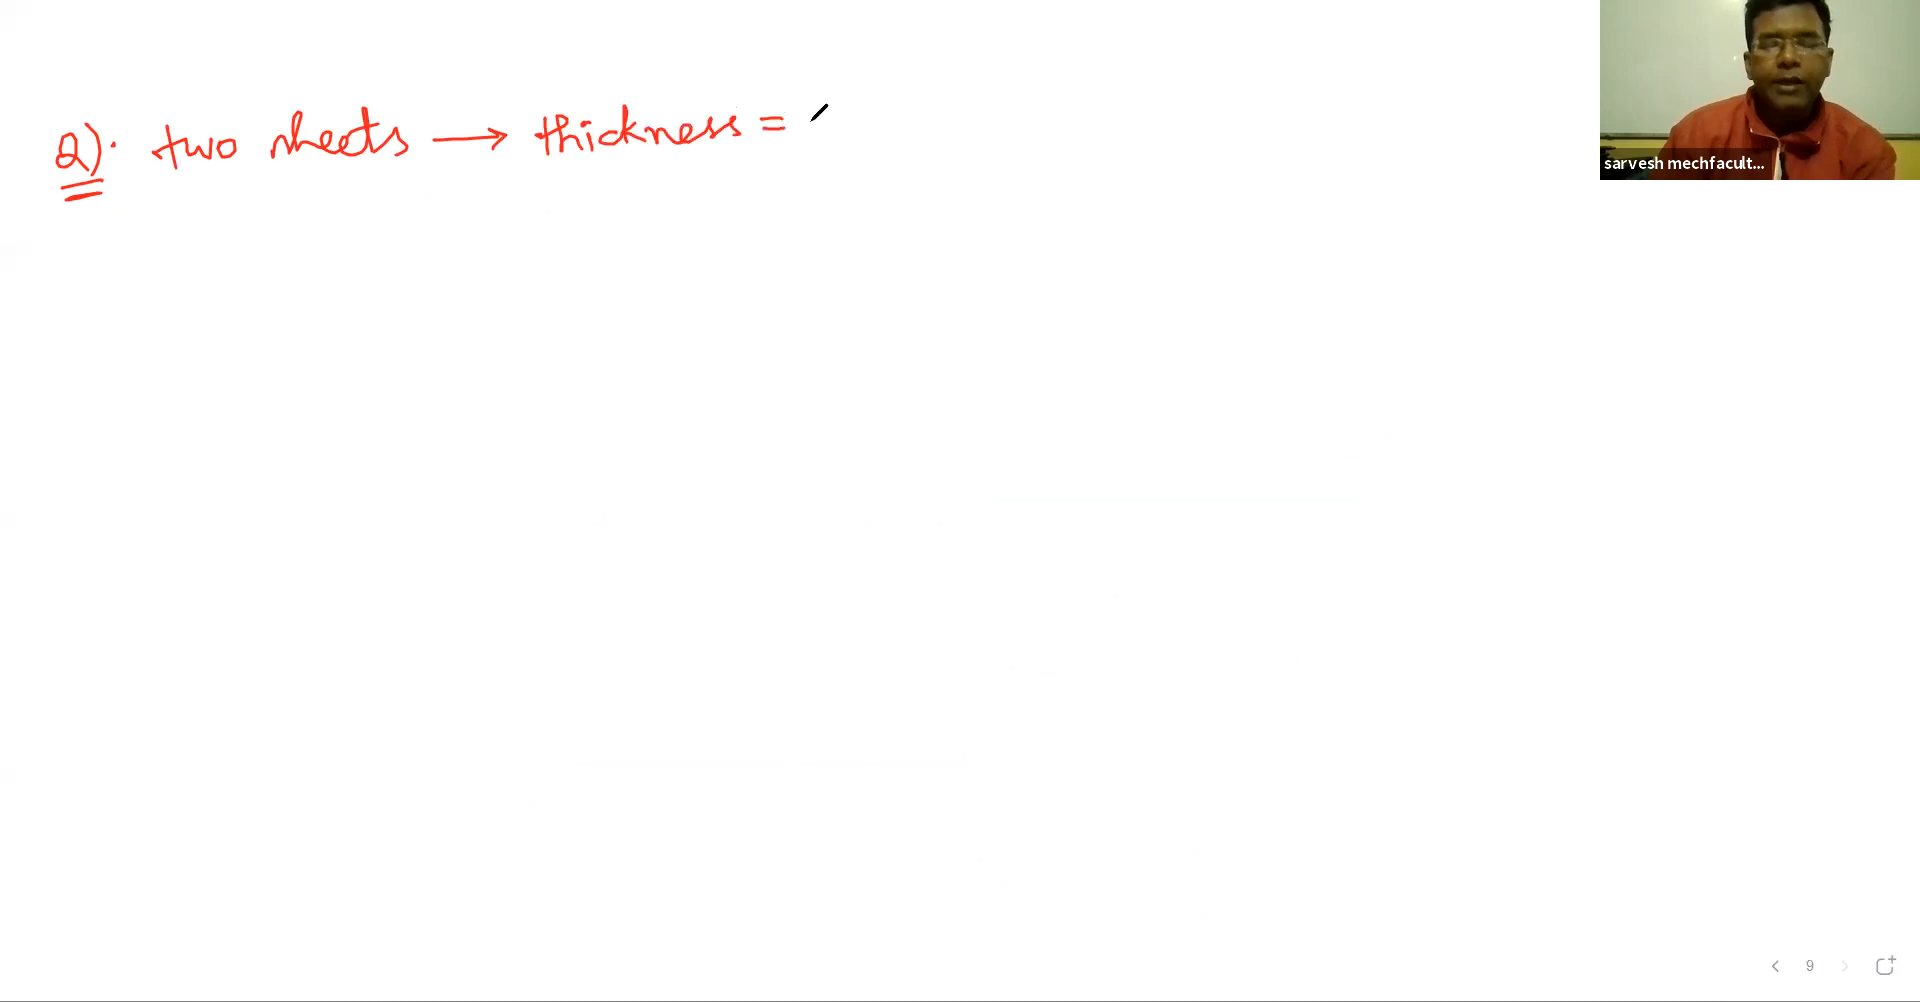 Q). two sheets → thickness =
sarvesh mechfacult...
9